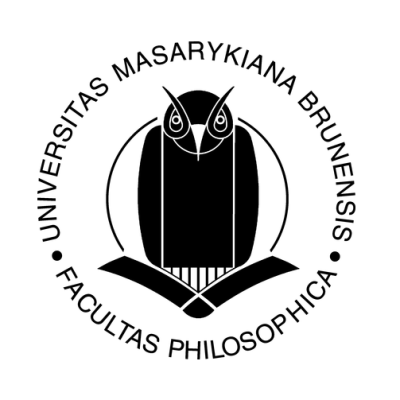 UNIVERSITAS MASARYKIANA BRUNENSIS
• FACULTAS PHILOSOPHICA •